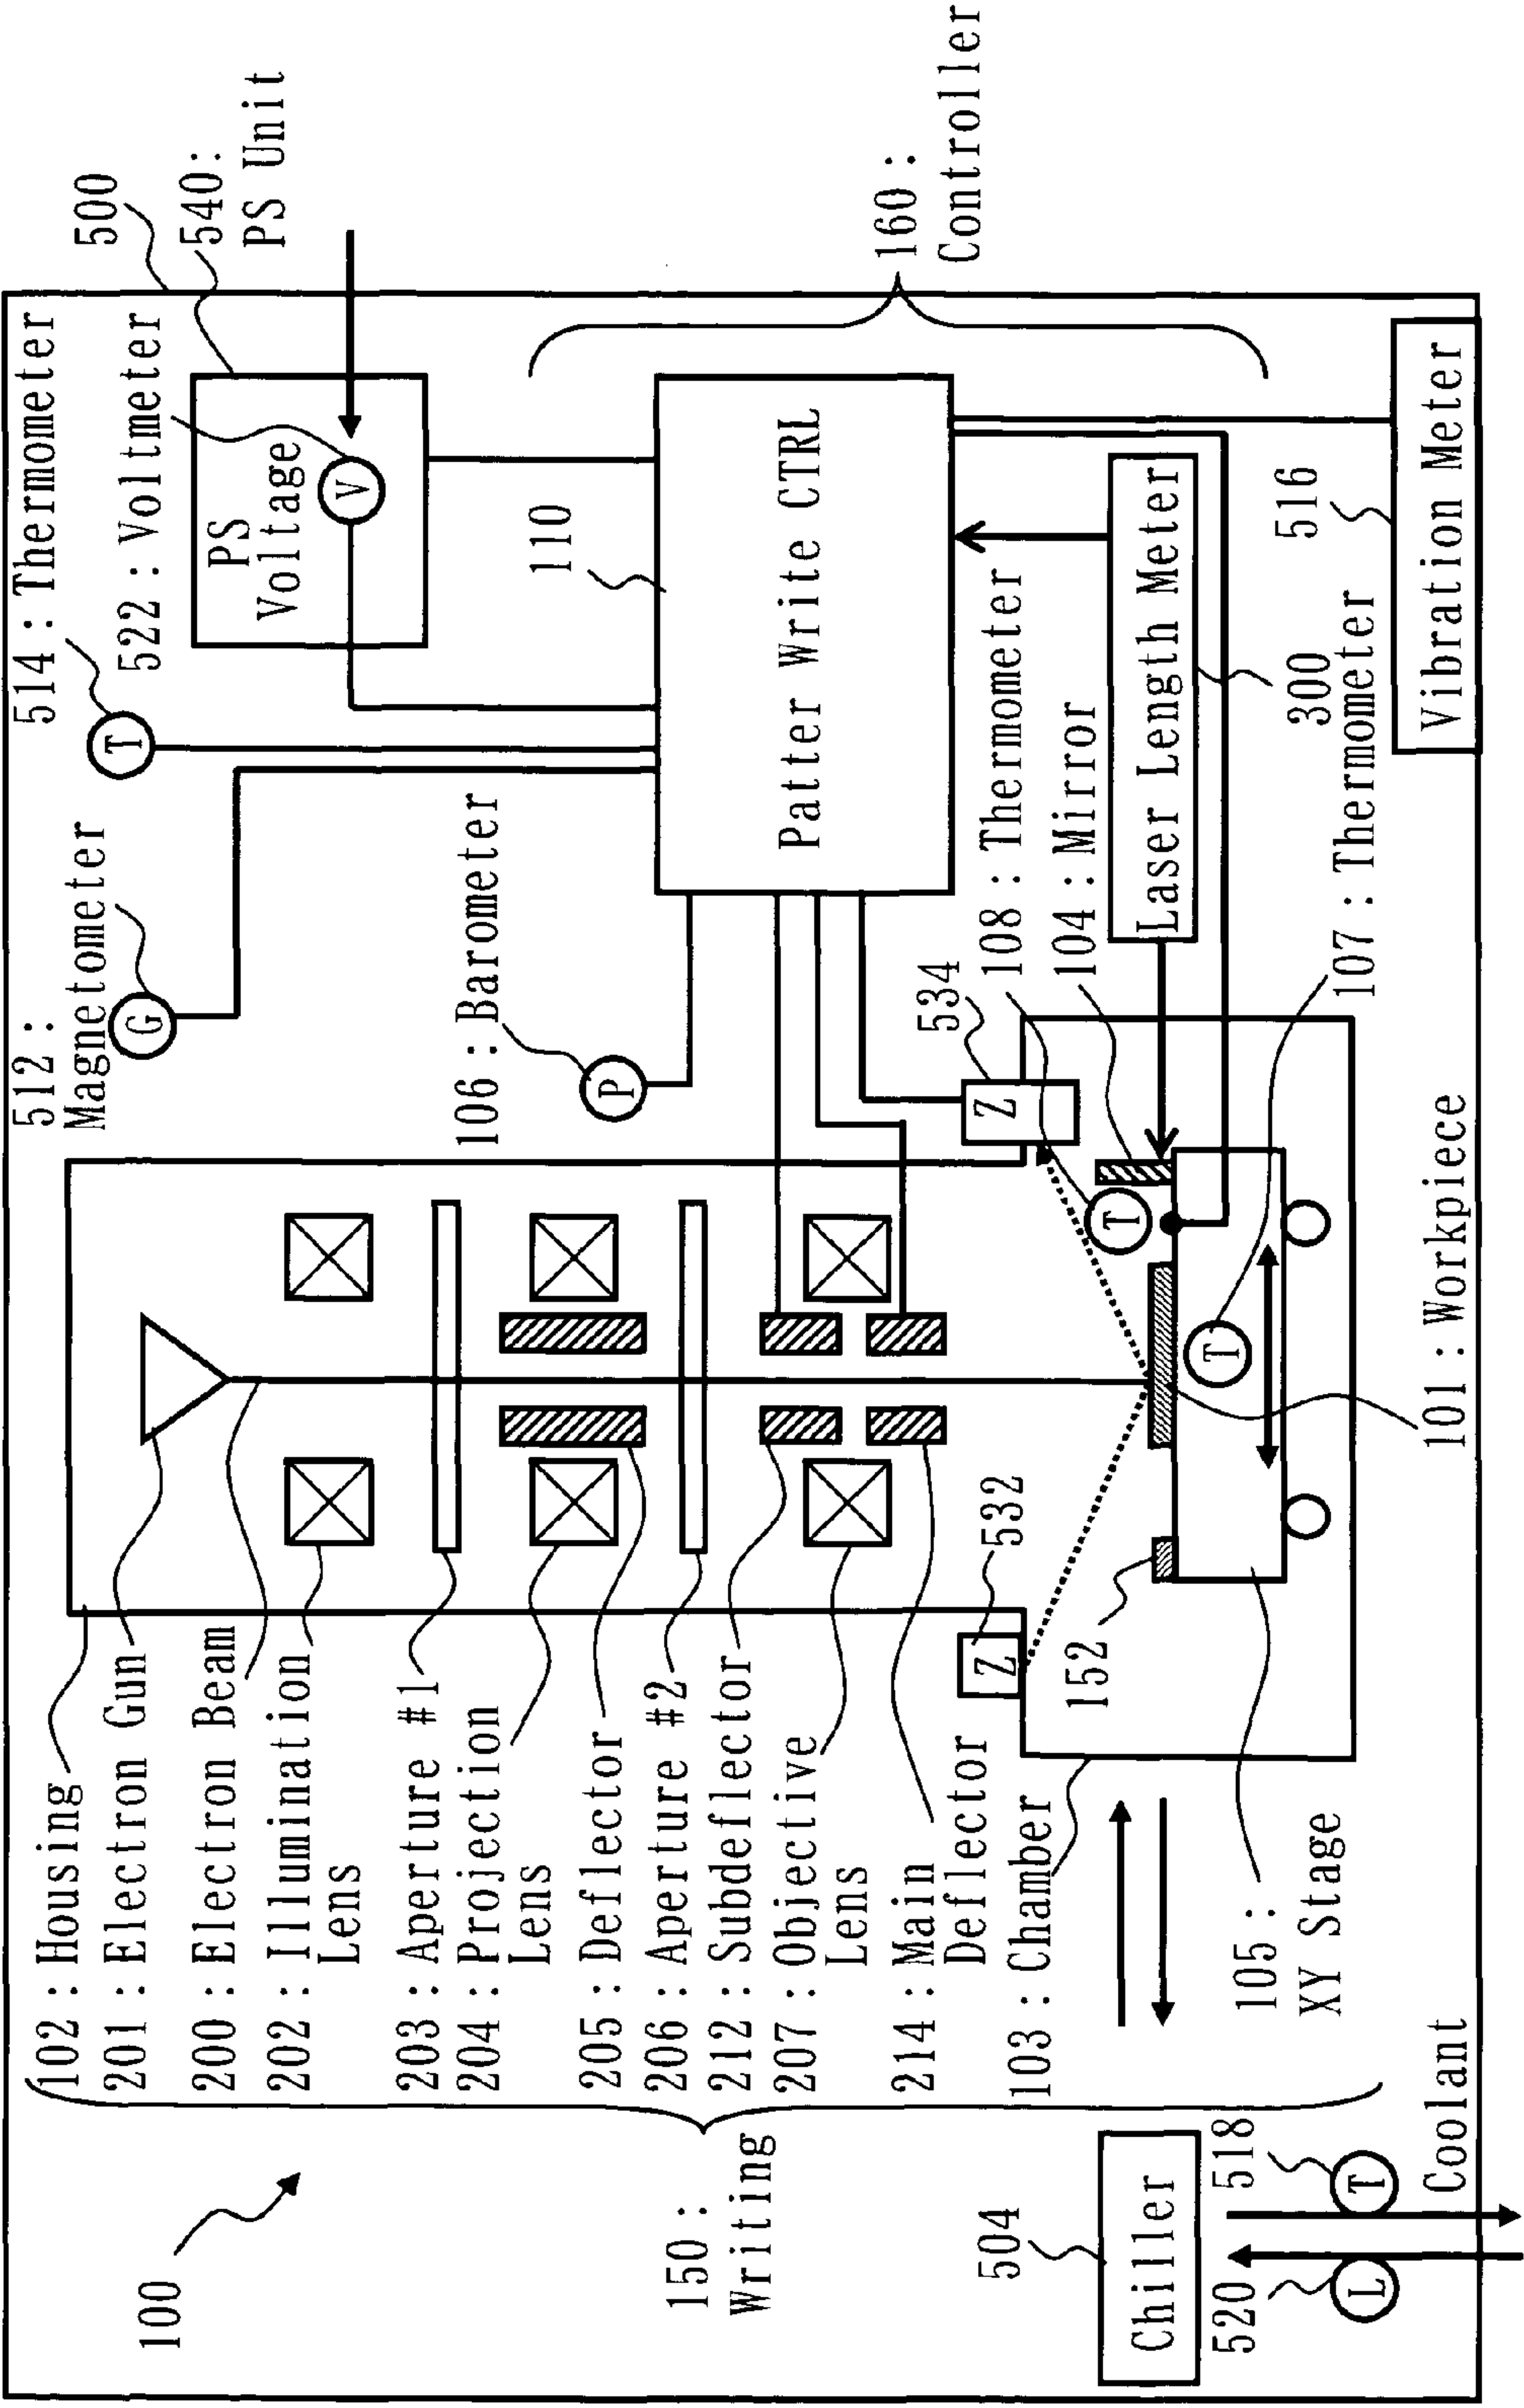 100
150 :
Writing
102 : Housing
201 : Electron Gun
200 : Electron Beam
202 : Illumination
Lens
203 : Aperture #1
204 : Projection
Lens
205 : Deflector
206 : Aperture #2
212 : Subdeflector
207 : Objective
Lens
214 : Main
Deflector
103 : Chamber
105 :
XY Stage
504
Chiller
518
T
520
L
Coolant
512 :
Magnetometer
G
514 : Thermometer
T
522 : Voltmeter
PS
Voltage
V
500
540 :
PS Unit
106 : Barometer
P
110
Patter Write CTRL
160 :
Controller
532
Z
534
Z
108 : Thermometer
T
104 : Mirror
Laser Length Meter
300
107 : Thermometer
T
152
101 : Workpiece
516
Vibration Meter